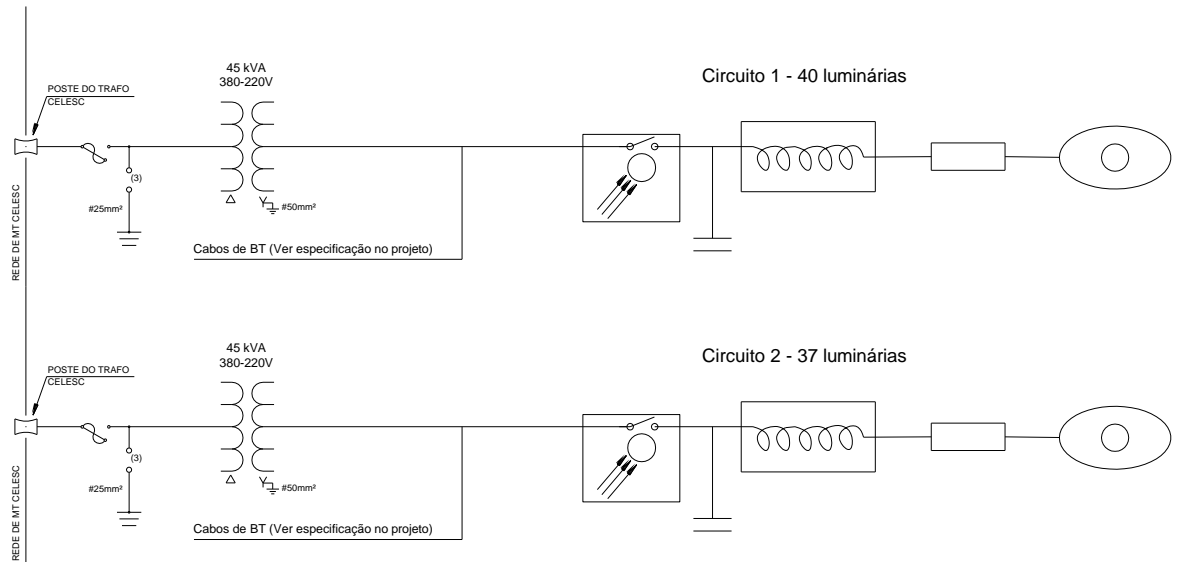 45 kVA
380-220V
Circuito 1 - 40 luminárias
POSTE DO TRAFO
CELESC
(3)
#25mm²
#50mm²
REDE DE MT CELESC
Cabos de BT (Ver especificação no projeto)
45 kVA
380-220V
Circuito 2 - 37 luminárias
POSTE DO TRAFO
CELESC
(3)
#25mm²
#50mm²
REDE DE MT CELESC
Cabos de BT (Ver especificação no projeto)